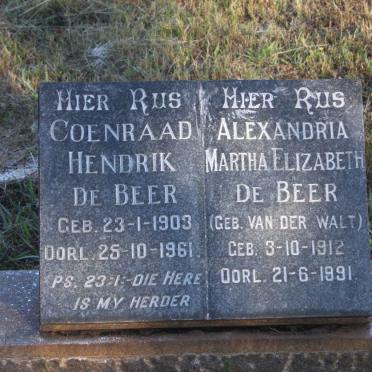 HIER RUS
COENRAAD
HENDRIK
DE BEER
GEB. 23-1-1903
OORL. 25-10-1961
PS. 23:1:-DIE HERE
IS MY HERDER
HIER RUS
ALEXANDRIA
MARTHA ELIZABETH
DE BEER
(GEB. VAN DER WALT)
GEB. 3-10-1912
OORL. 21-6-1991